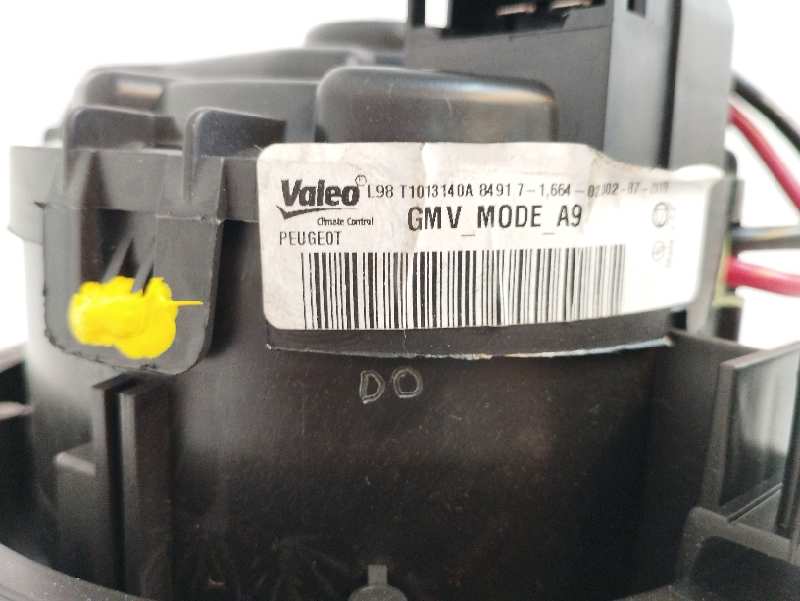 Valeo L98 T1013140A 8491 7-1,664-
Climate Control GMV_MODE_A9
PEUGEOT
DO